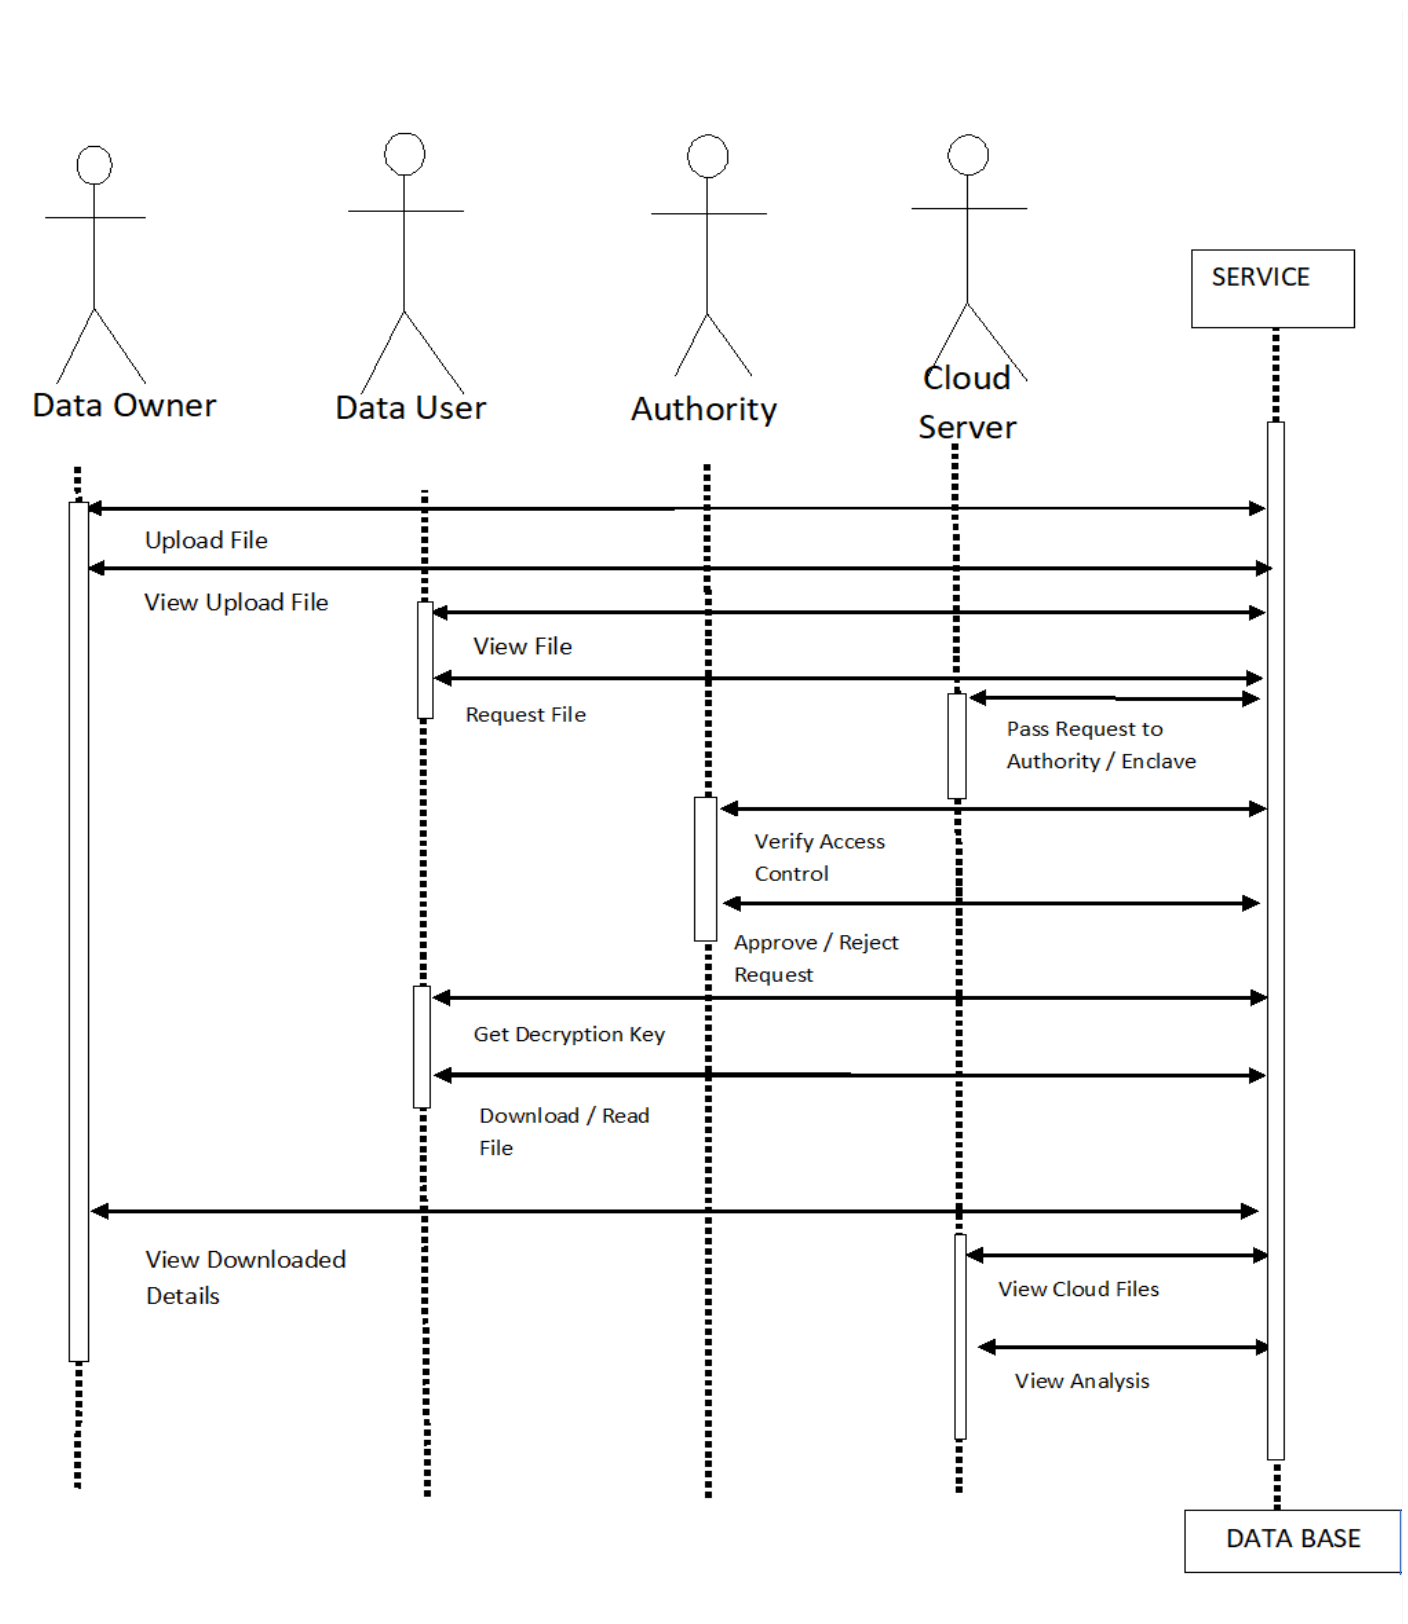 SERVICE
Data Owner
Data User
Authority
Cloud
Server
Upload File
View Upload File
View File
Request File
Pass Request to
Authority / Enclave
Verify Access
Control
Approve / Reject
Request
Get Decryption Key
Download / Read
File
View Downloaded
Details
View Cloud Files
View Analysis
DATA BASE